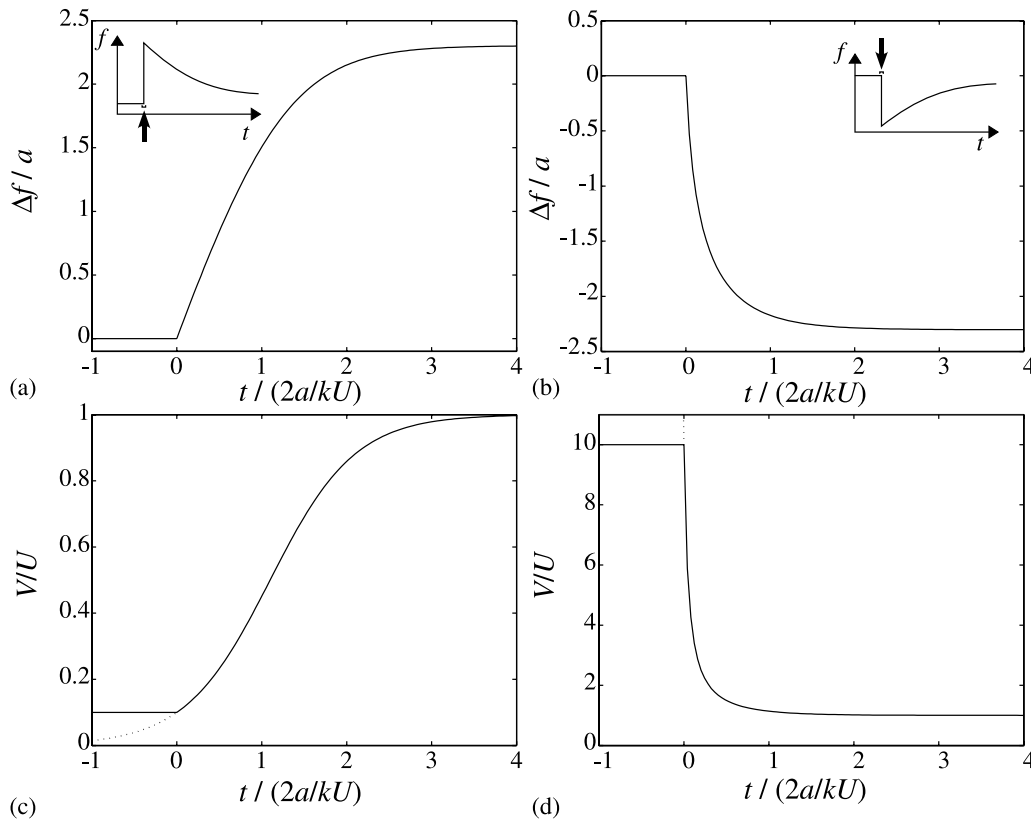 2.5
2
1.5
1
0.5
0
Δf / a
f
t
-1 0 1 2 3 4
(a) t / (2a/kU)
0.5
0
-0.5
-1
-1.5
-2
-2.5
Δf / a
f
t
-1 0 1 2 3 4
(b) t / (2a/kU)
1
0.8
0.6
0.4
0.2
0
V/U
-1 0 1 2 3 4
(c) t / (2a/kU)
10
8
6
4
2
0
V/U
-1 0 1 2 3 4
(d) t / (2a/kU)